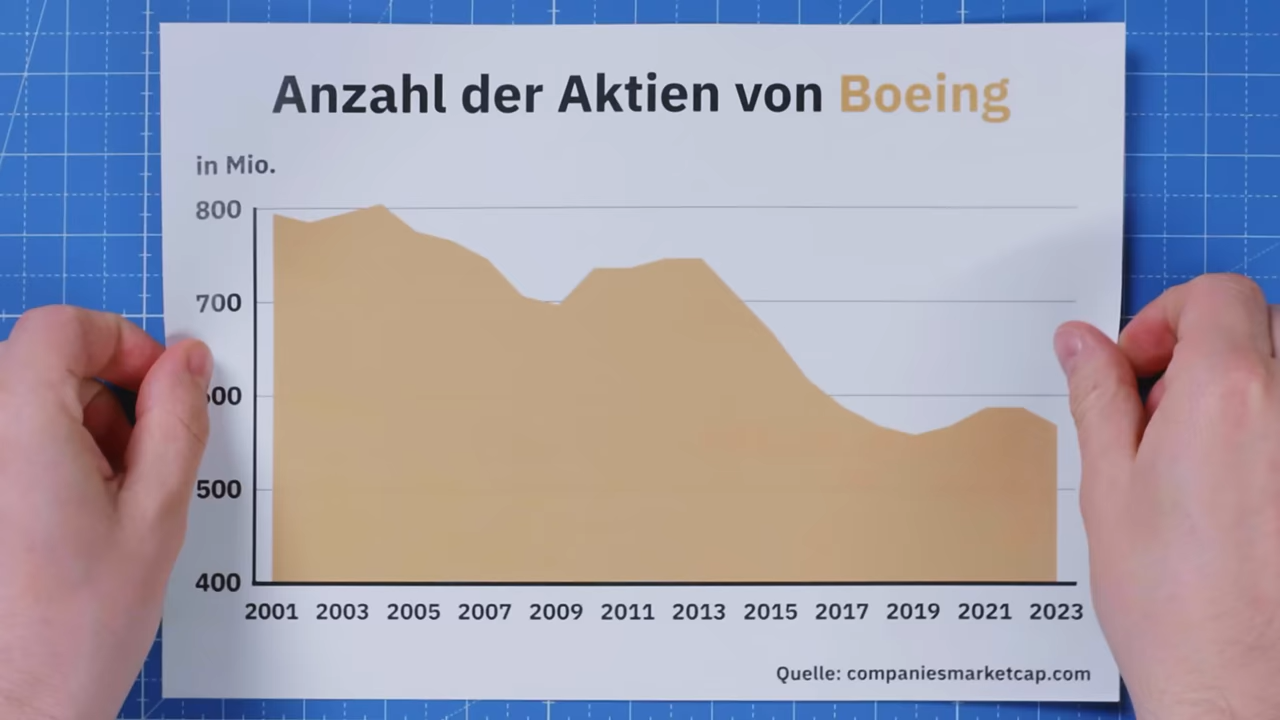 Anzahl der Aktien von Boeing
in Mio.
800
700
500
400
2001 2003 2005 2007 2009 2011 2013 2015 2017 2019 2021 2023
Quelle: companiesmarketcap.com